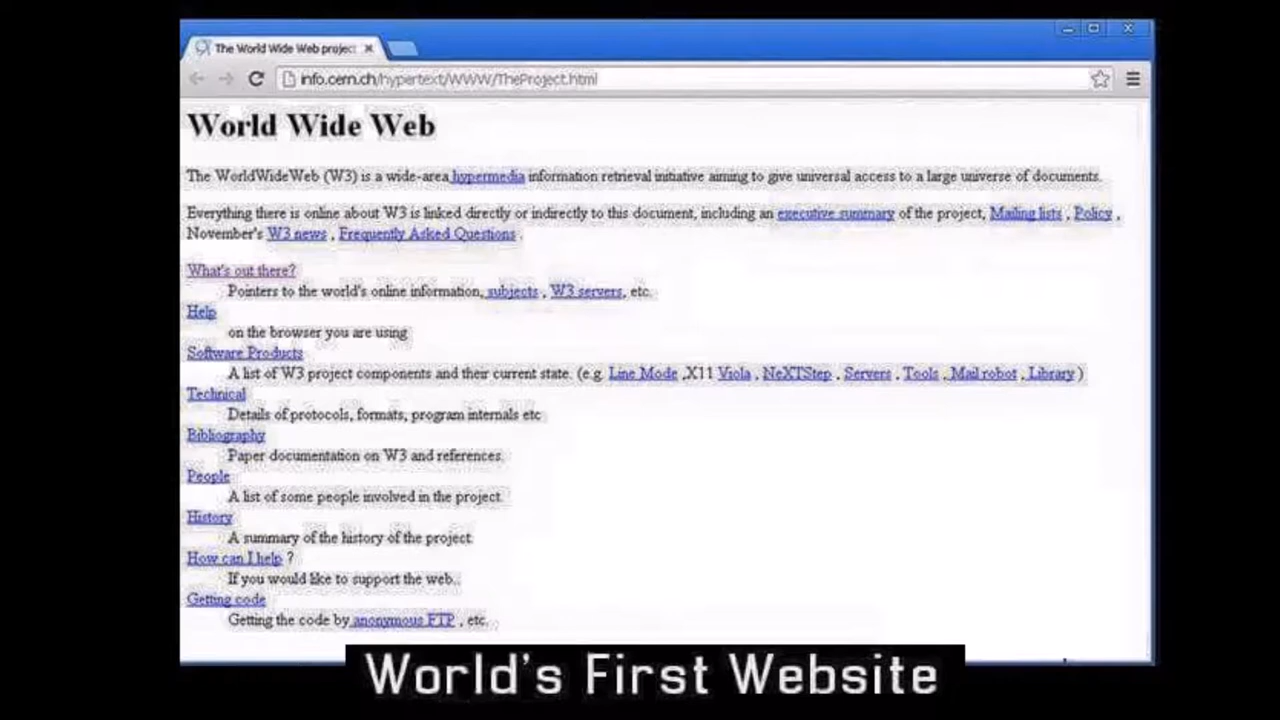 The World Wide Web project
info.cern.ch/hypertext/WWW/TheProject.html
World Wide Web
The WorldWideWeb (W3) is a wide-area hypermedia information retrieval initiative aiming to give universal access to a large universe of documents.
Everything there is online about W3 is linked directly or indirectly to this document, including an executive summary of the project, Mailing lists , Policy ,
November's W3 news , Frequently Asked Questions .
What's out there?
Pointers to the world's online information, subjects , W3 servers, etc.
Help
on the browser you are using
Software Products
A list of W3 project components and their current state. (e.g. Line Mode ,X11 Viola , NeXTStep , Servers , Tools , Mail robot , Library )
Technical
Details of protocols, formats, program internals etc
Bibliography
Paper documentation on W3 and references.
People
A list of some people involved in the project.
History
A summary of the history of the project.
How can I help ?
If you would like to support the web..
Getting code
Getting the code by anonymous FTP , etc.
World's First Website